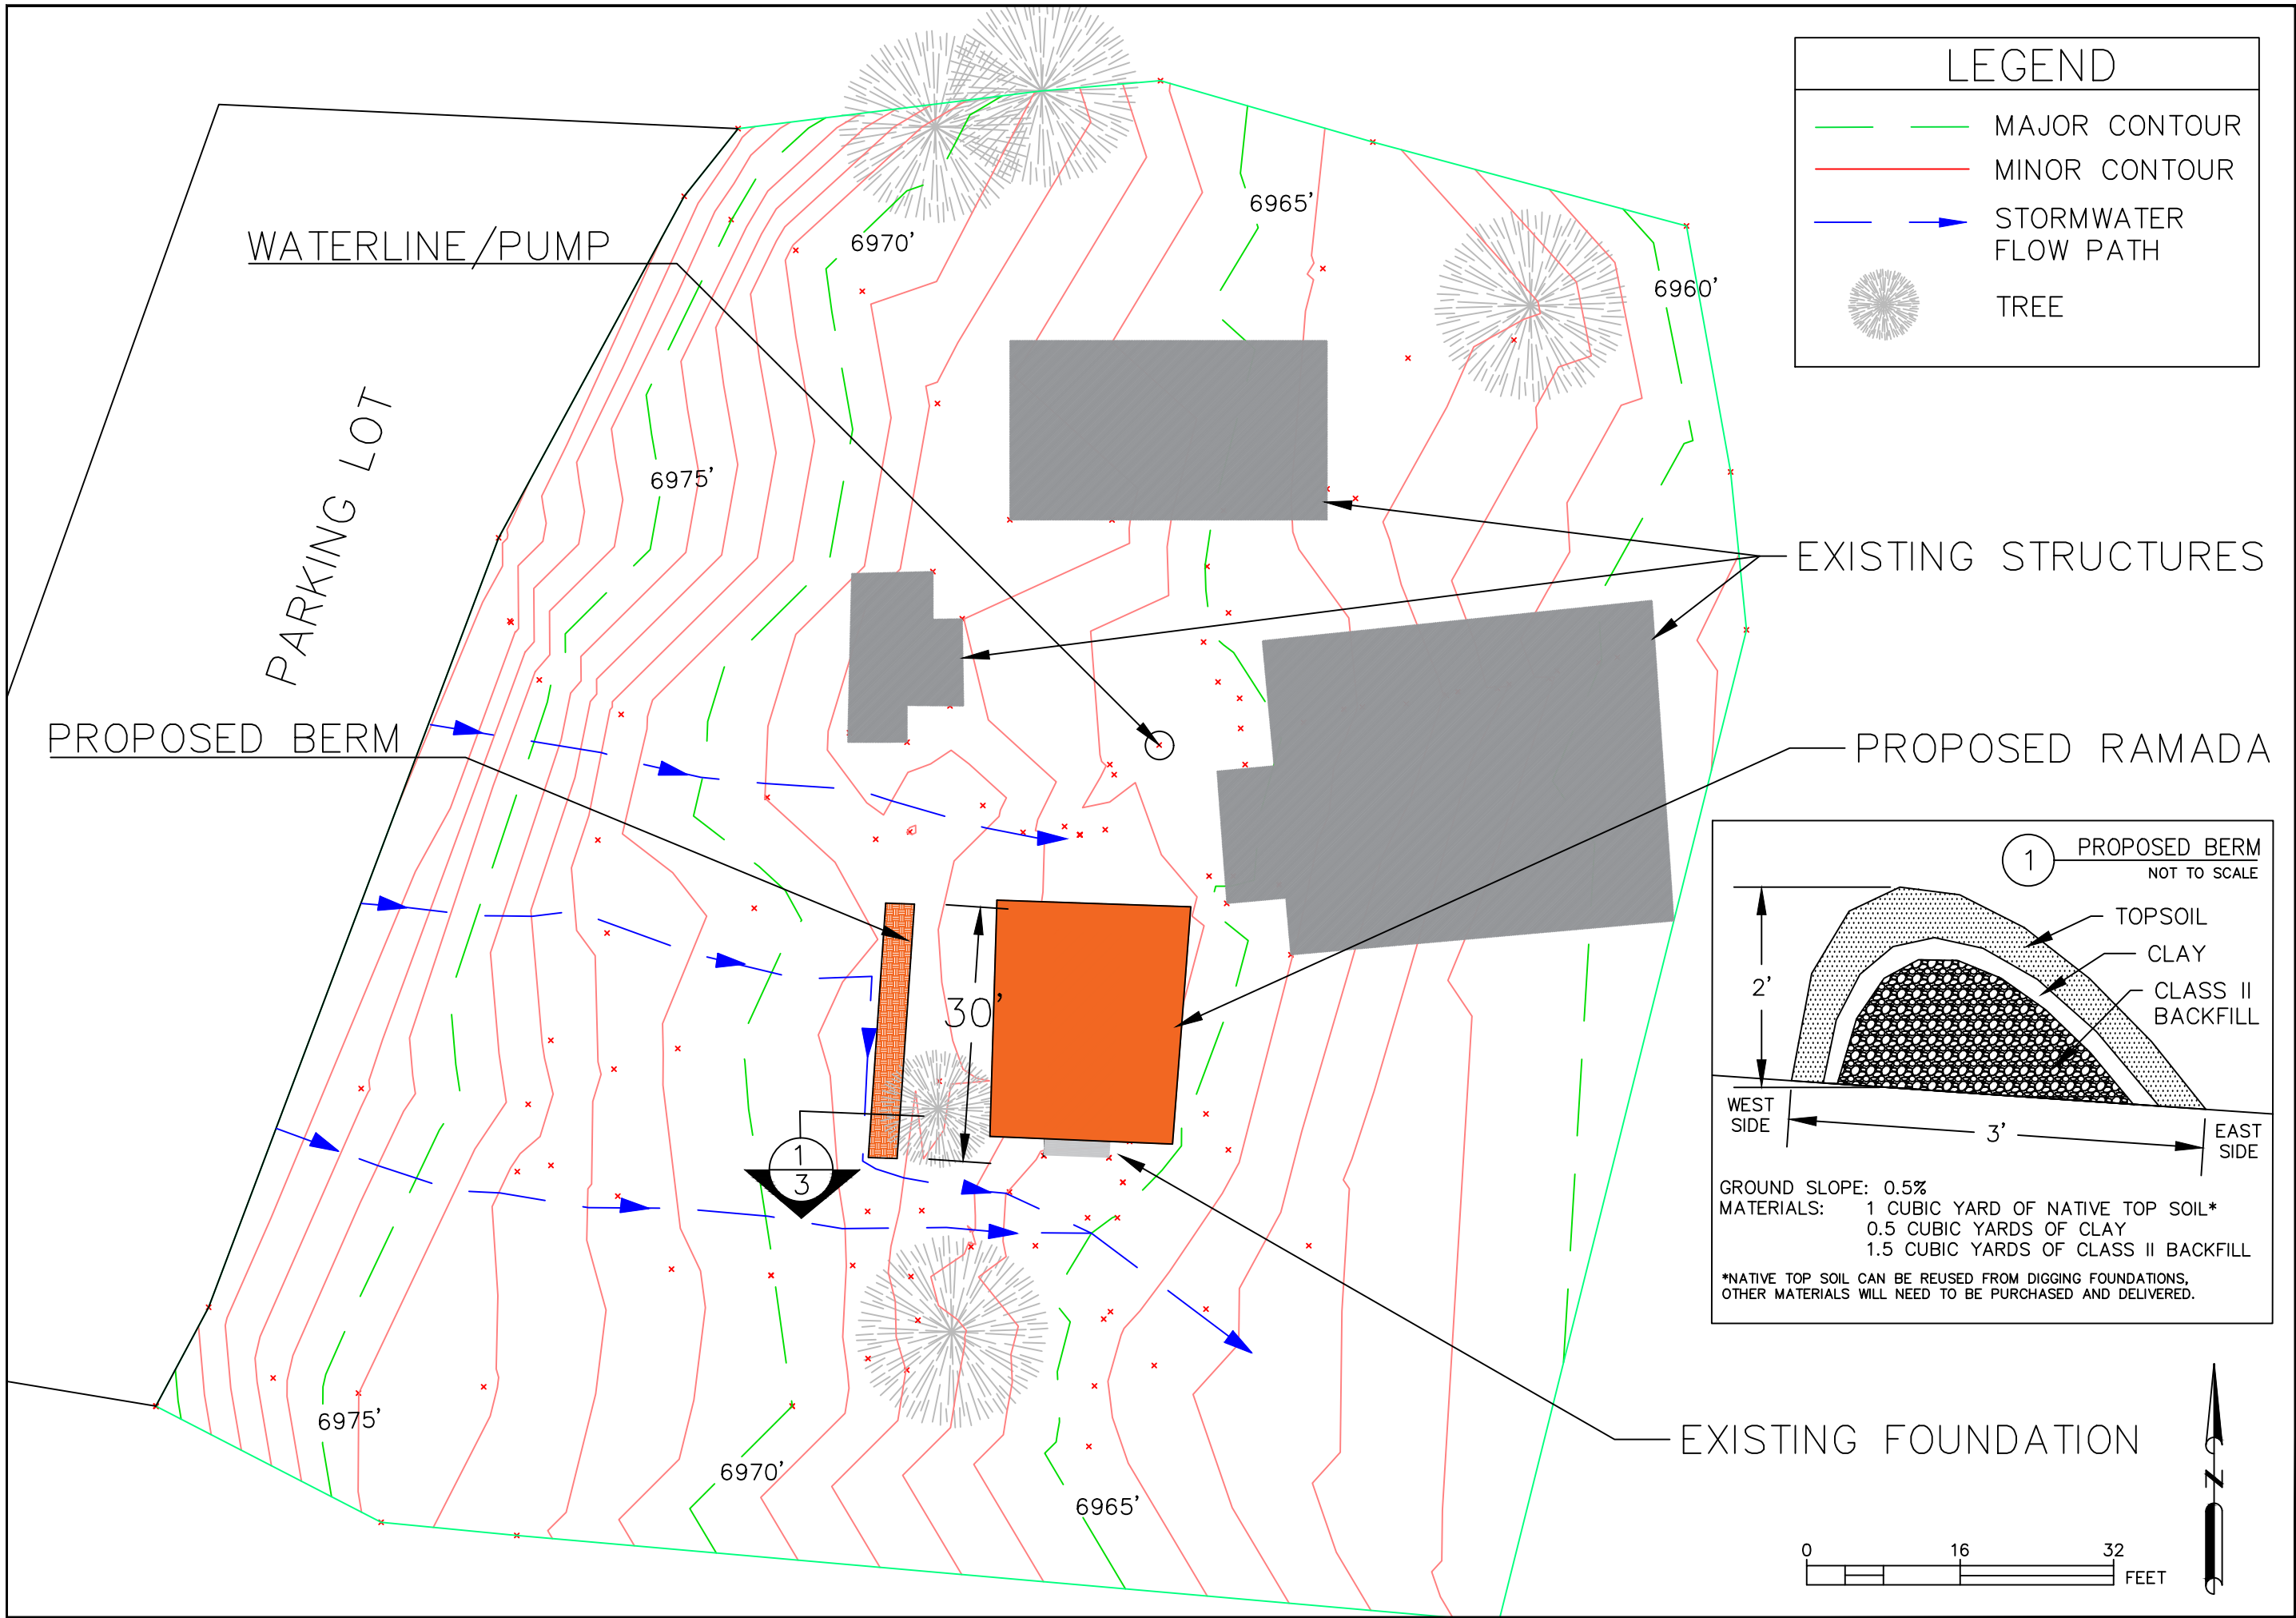 LEGEND
MAJOR CONTOUR
MINOR CONTOUR
STORMWATER
FLOW PATH
TREE
WATERLINE/PUMP
6970'
6965'
6960'
PARKING LOT
6975'
EXISTING STRUCTURES
PROPOSED BERM
PROPOSED RAMADA
30'
1
3
1
PROPOSED BERM
NOT TO SCALE
TOPSOIL
CLAY
CLASS II
BACKFILL
2'
WEST
SIDE
3'
EAST
SIDE
GROUND SLOPE: 0.5%
MATERIALS: 1 CUBIC YARD OF NATIVE TOP SOIL*
0.5 CUBIC YARDS OF CLAY
1.5 CUBIC YARDS OF CLASS II BACKFILL
*NATIVE TOP SOIL CAN BE REUSED FROM DIGGING FOUNDATIONS,
OTHER MATERIALS WILL NEED TO BE PURCHASED AND DELIVERED.
6975'
6970'
6965'
EXISTING FOUNDATION
N
0 16 32
FEET